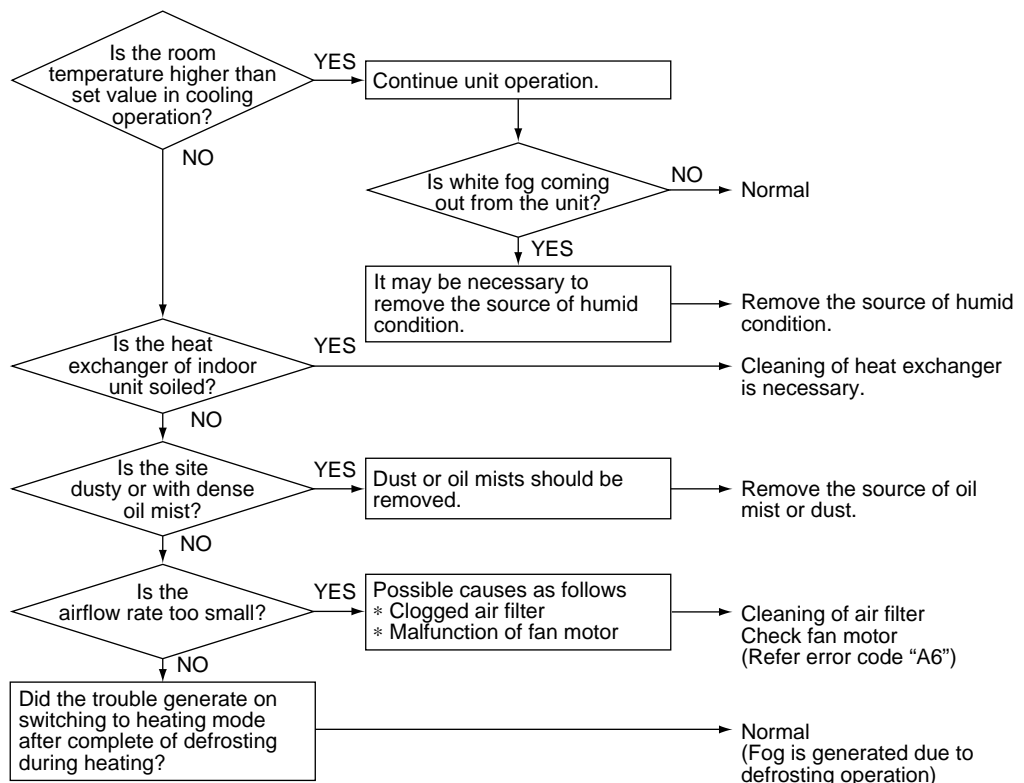 Is the room
temperature higher than
set value in cooling
operation?
YES
Continue unit operation.
NO
Is white fog coming
out from the unit?
NO
Normal
YES
It may be necessary to
remove the source of humid
condition.
Remove the source of humid
condition.
Is the heat
exchanger of indoor
unit soiled?
YES
Cleaning of heat exchanger
is necessary.
NO
Is the site
dusty or with dense
oil mist?
YES
Dust or oil mists should be
removed.
Remove the source of oil
mist or dust.
NO
Is the
airflow rate too small?
YES
Possible causes as follows
∗ Clogged air filter
∗ Malfunction of fan motor
Cleaning of air filter
Check fan motor
(Refer error code “A6”)
NO
Did the trouble generate on
switching to heating mode
after complete of defrosting
during heating?
Normal
(Fog is generated due to
defrosting operation)